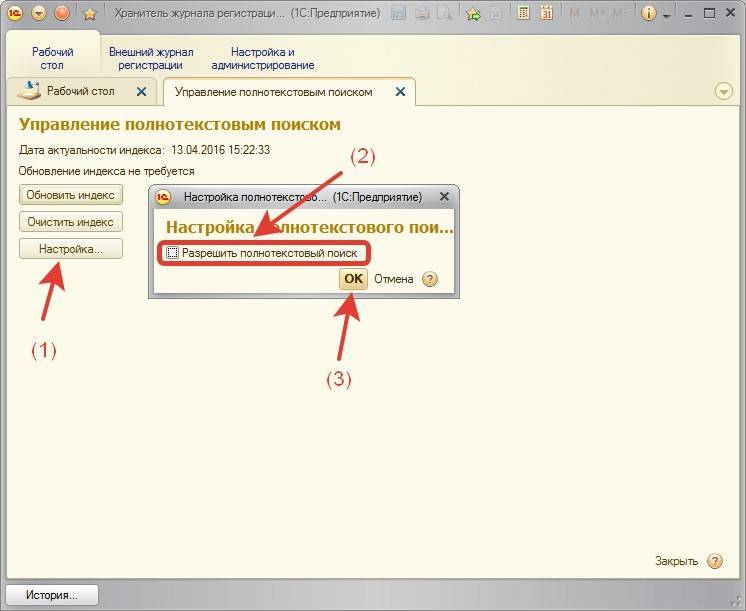 Хранитель журнала регистраци... (1С:Предприятие)
M M+ M-
Рабочий стол
Внешний журнал регистрации
Настройка и администрирование
Рабочий стол
Управление полнотекстовым поиском
Управление полнотекстовым поиском
Дата актуальности индекса: 13.04.2016 15:22:33
Обновление индекса не требуется
(2)
Обновить индекс
Очистить индекс
Настройка...
Настройка полнотекстово... (1С:Предприятие)
Настройка полнотекстового пои...
Разрешить полнотекстовый поиск
OK
Отмена
?
(1)
(3)
Закрыть
?
История...